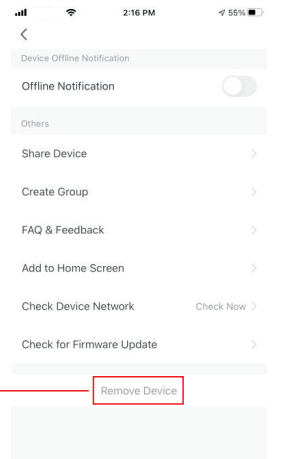 2:16 PM
55%
Device Offline Notification
Offline Notification
Others
Share Device
Create Group
FAQ & Feedback
Add to Home Screen
Check Device Network Check Now
Check for Firmware Update
Remove Device